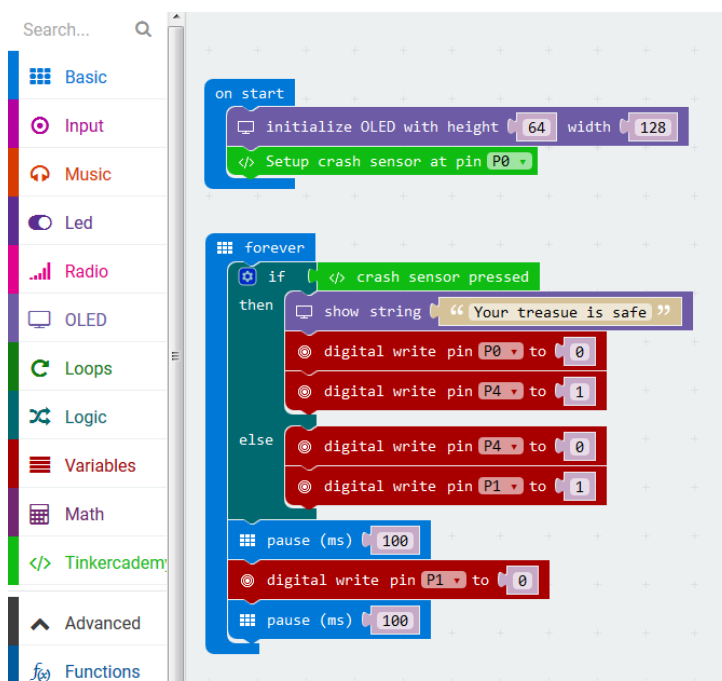 Search...
Basic
Input
Music
Led
Radio
OLED
Loops
Logic
Variables
Math
Tinkercademy
Advanced
Functions
on start
initialize OLED with height 64 width 128
Setup crash sensor at pin P0
forever
if crash sensor pressed
then show string “ Your treasue is safe ”
digital write pin P0 to 0
digital write pin P4 to 1
else digital write pin P4 to 0
digital write pin P1 to 1
pause (ms) 100
digital write pin P1 to 0
pause (ms) 100